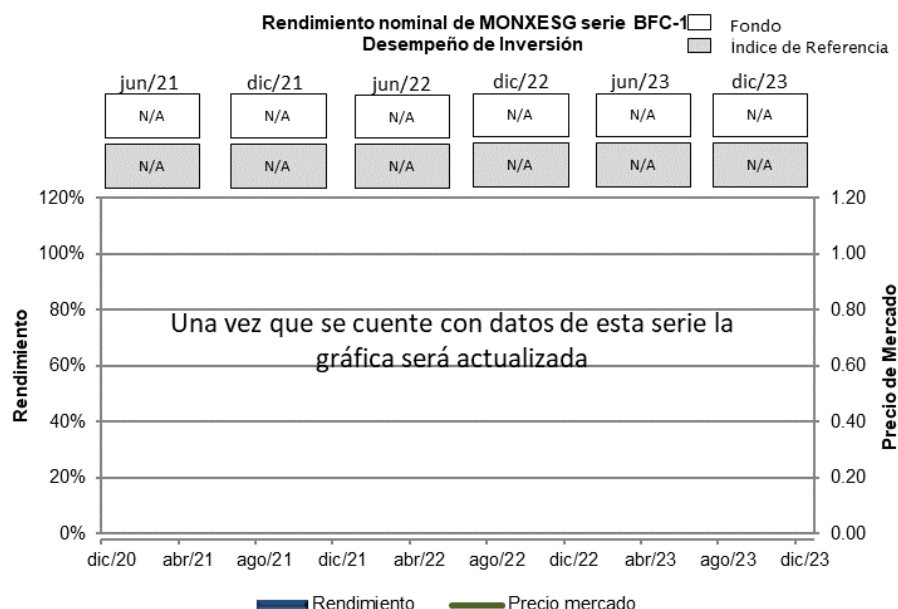 Rendimiento nominal de MONXESG serie BFC-1
Desempeño de Inversión
Fondo
Índice de Referencia
jun/21 dic/21 jun/22 dic/22 jun/23 dic/23
N/A N/A N/A N/A N/A N/A
N/A N/A N/A N/A N/A N/A
120% 1.20
100% 1.00
80% 0.80
Una vez que se cuente con datos de esta serie la
gráfica será actualizada
60% 0.60
40% 0.40
20% 0.20
0% 0.00
Rendimiento
Precio de Mercado
dic/20 abr/21 ago/21 dic/21 abr/22 ago/22 dic/22 abr/23 ago/23 dic/23
Rendimiento Precio mercado